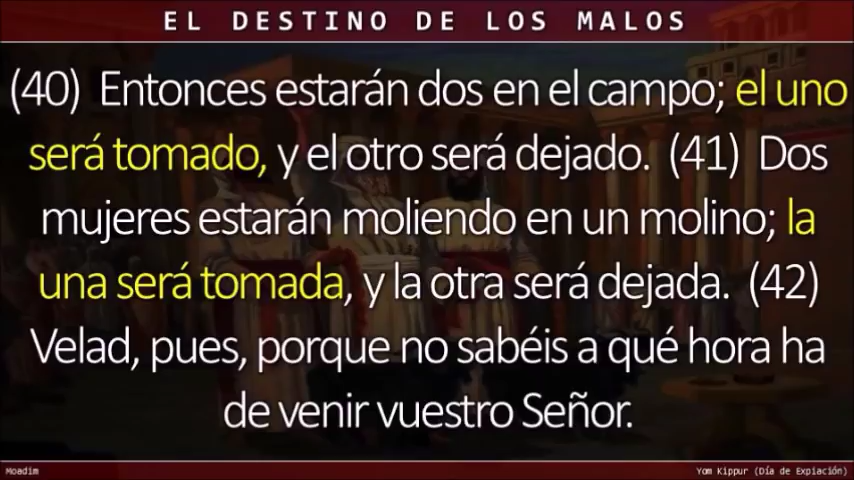 EL DESTINO DE LOS MALOS
(40) Entonces estarán dos en el campo; el uno
será tomado, y el otro será dejado. (41) Dos
mujeres estarán moliendo en un molino; la
una será tomada, y la otra será dejada. (42)
Velad, pues, porque no sabéis a qué hora ha
de venir vuestro Señor.
Moadim
Yom Kippur (Día de Expiación)